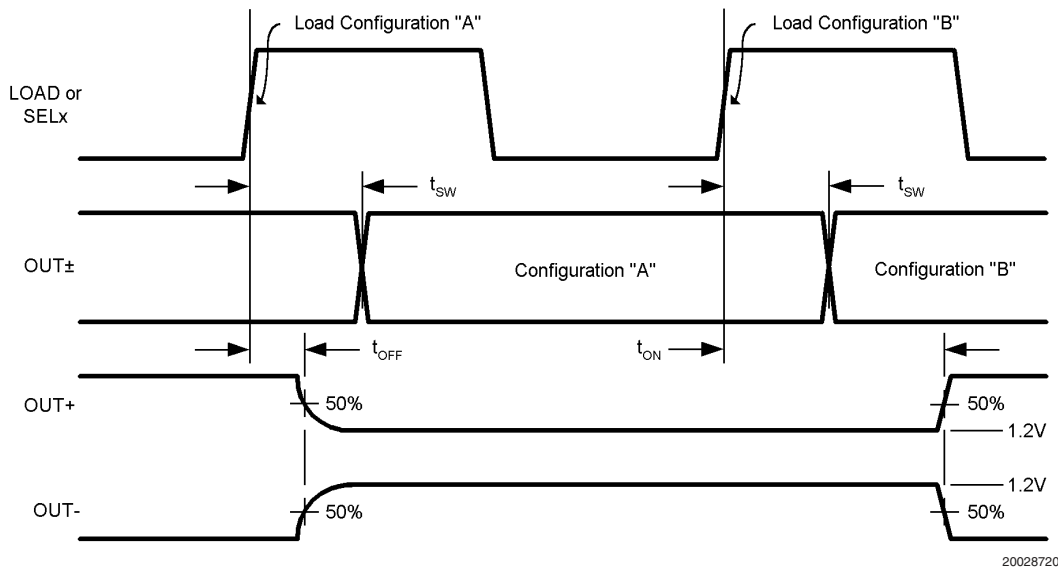 Load Configuration "A"
Load Configuration "B"
LOAD or
SELx
tSW
tSW
OUT±
Configuration "A"
Configuration "B"
tOFF
tON
OUT+
50%
50%
1.2V
1.2V
OUT-
50%
50%
20028720